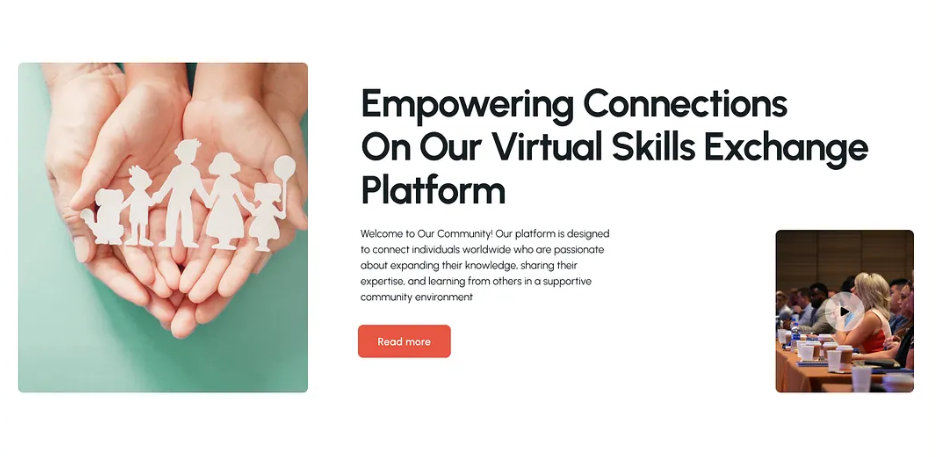 Empowering Connections
On Our Virtual Skills Exchange
Platform
Welcome to Our Community! Our platform is designed
to connect individuals worldwide who are passionate
about expanding their knowledge, sharing their
expertise, and learning from others in a supportive
community environment
Read more